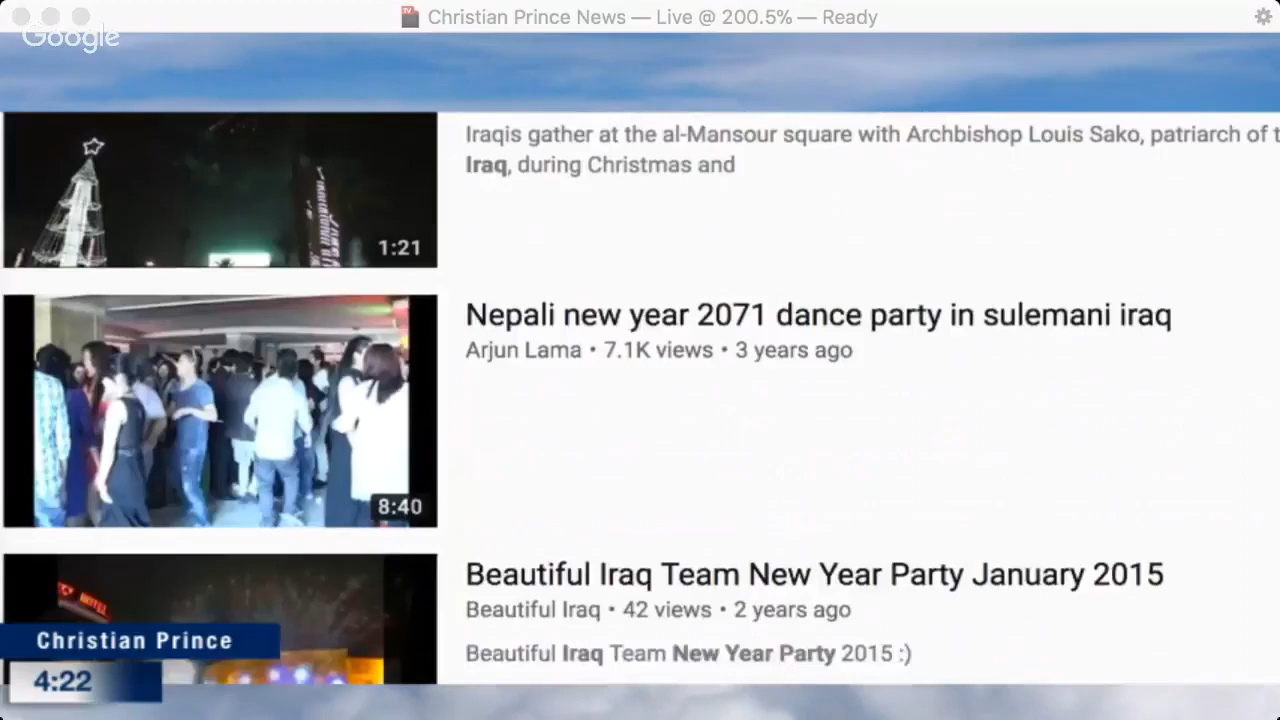 Christian Prince News — Live @ 200.5% — Ready
Google
Iraqis gather at the al-Mansour square with Archbishop Louis Sako, patriarch of
Iraq, during Christmas and
1:21
Nepali new year 2071 dance party in sulemani iraq
Arjun Lama • 7.1K views • 3 years ago
8:40
Beautiful Iraq Team New Year Party January 2015
Beautiful Iraq • 42 views • 2 years ago
Beautiful Iraq Team New Year Party 2015 :)
HOTEL
Christian Prince
4:22